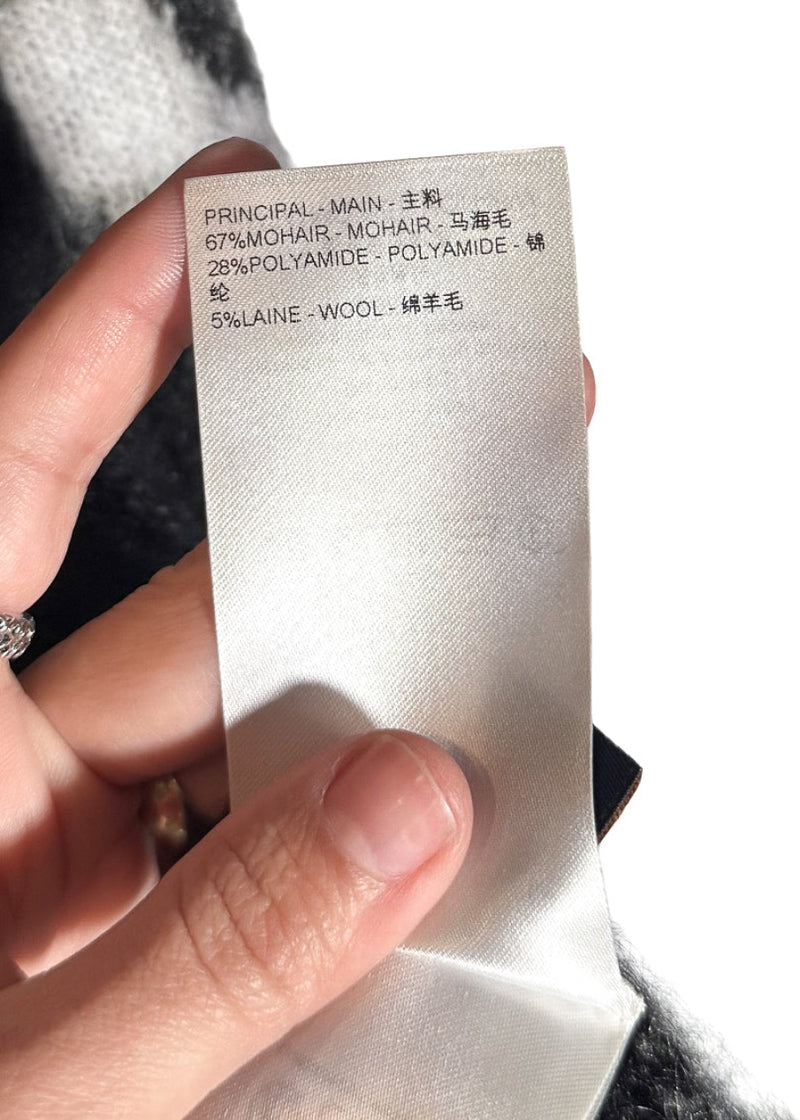 PRINCIPAL - MAIN - 主料
67%MOHAIR - MOHAIR - 马海毛
28%POLYAMIDE - POLYAMIDE - 锦
纶
5%LAINE - WOOL - 绵羊毛